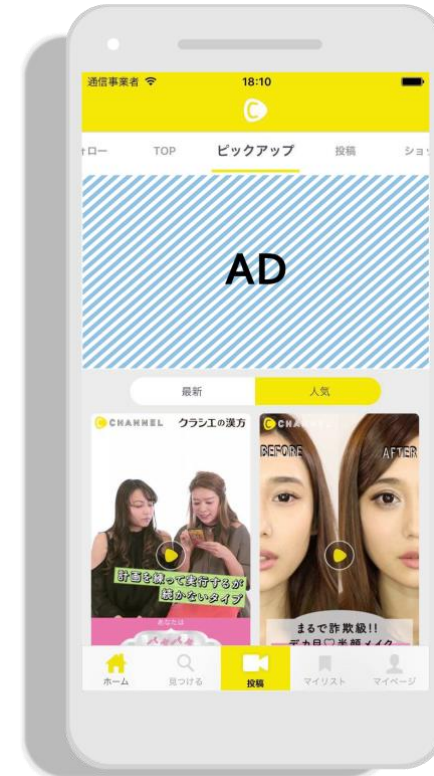 通信事業者
18:10
C
ォロー TOP ピックアップ 投稿 ショッ
AD
最新 人気
C CHANNEL クラシエの漢方
計画を練って実行するが
続かないタイプ
あなたは
C CHAN
BEFORE AFTER
まるで詐欺級!!
デカ目♡半顔メイク
ホーム 見つける 投稿 マイリスト マイページ